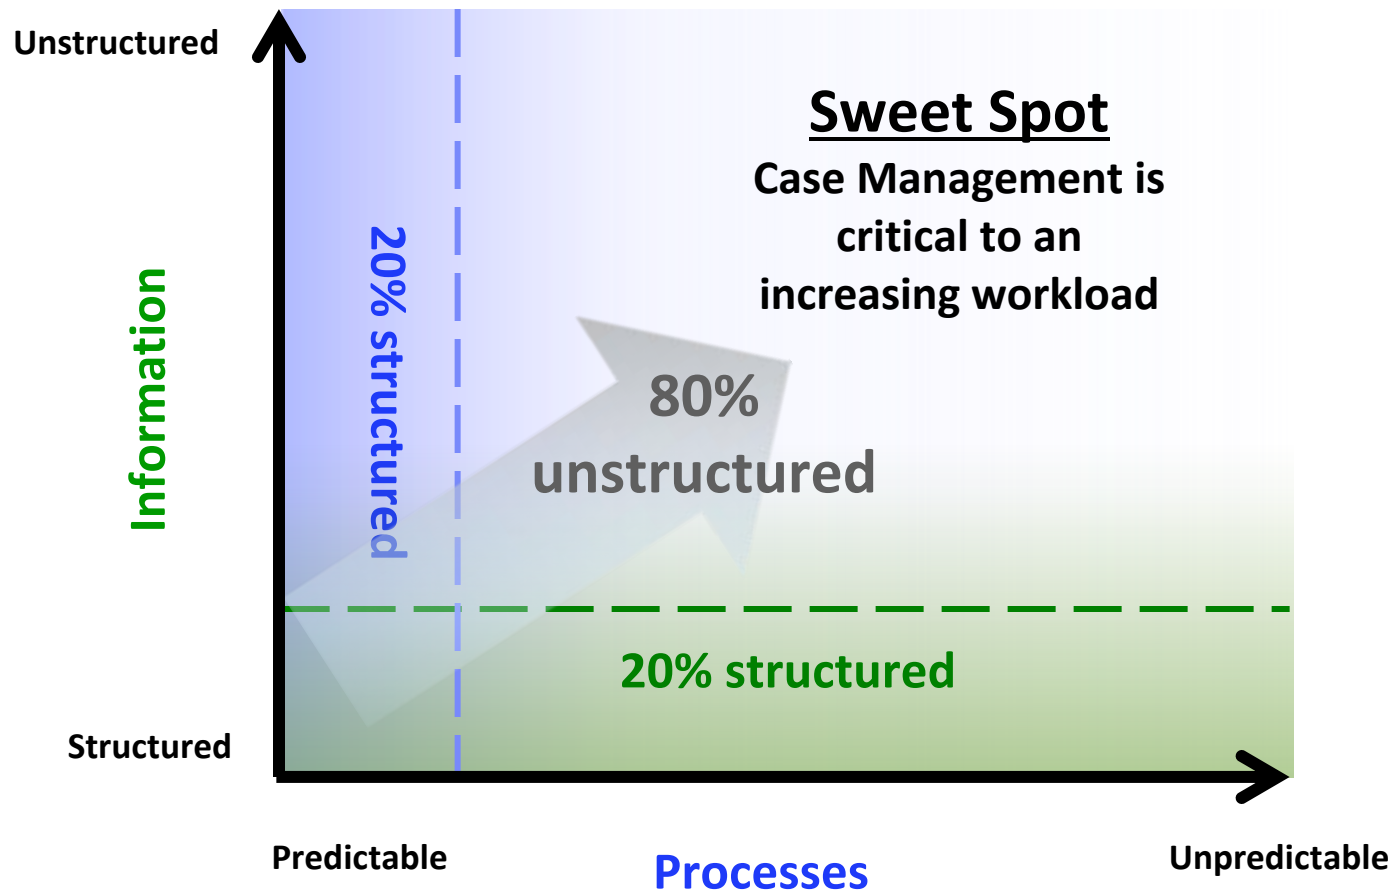 Unstructured
Sweet Spot
Case Management is
critical to an
increasing workload
20% structured
Information
80%
unstructured
20% structured
Structured
Predictable
Processes
Unpredictable